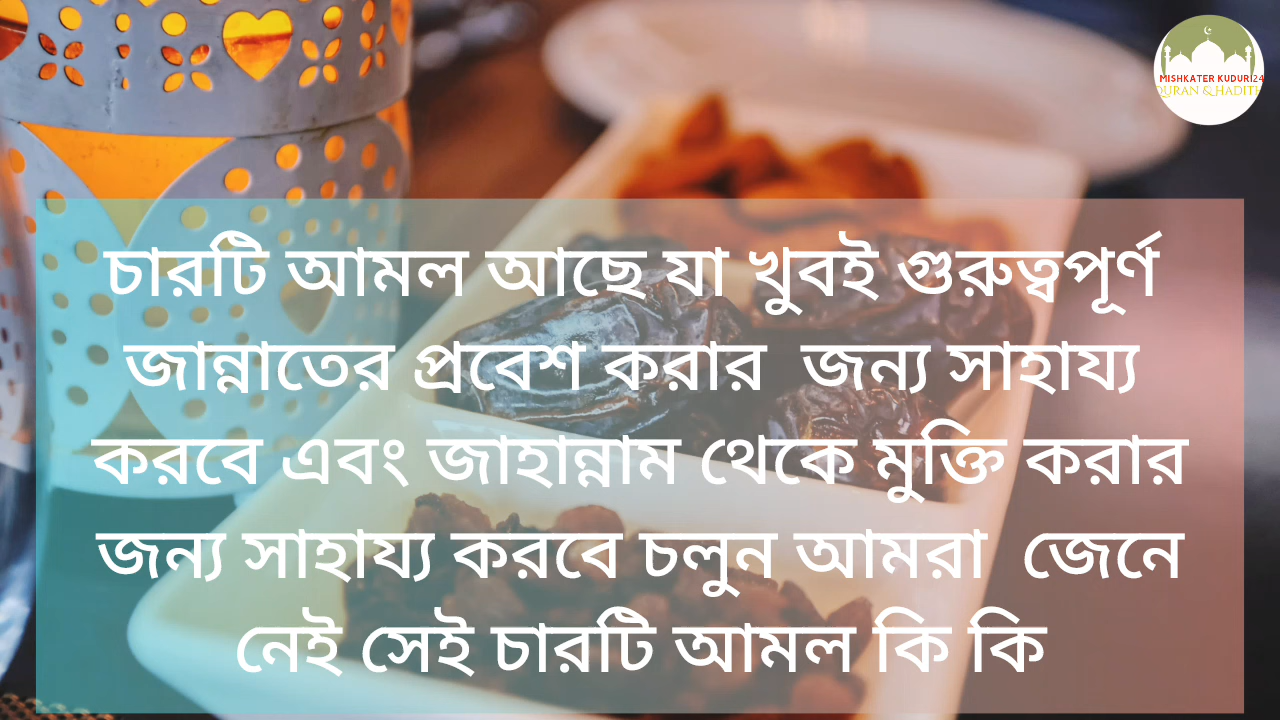 MISHKATER KUDURI24
QURAN & HADITH
চারটি আমল আছে যা খুবই গুরুত্বপূর্ণ
জান্নাতের প্রবেশ করার জন্য সাহায্য
করবে এবং জাহান্নাম থেকে মুক্তি করার
জন্য সাহায্য করবে চলুন আমরা জেনে
নেই সেই চারটি আমল কি কি